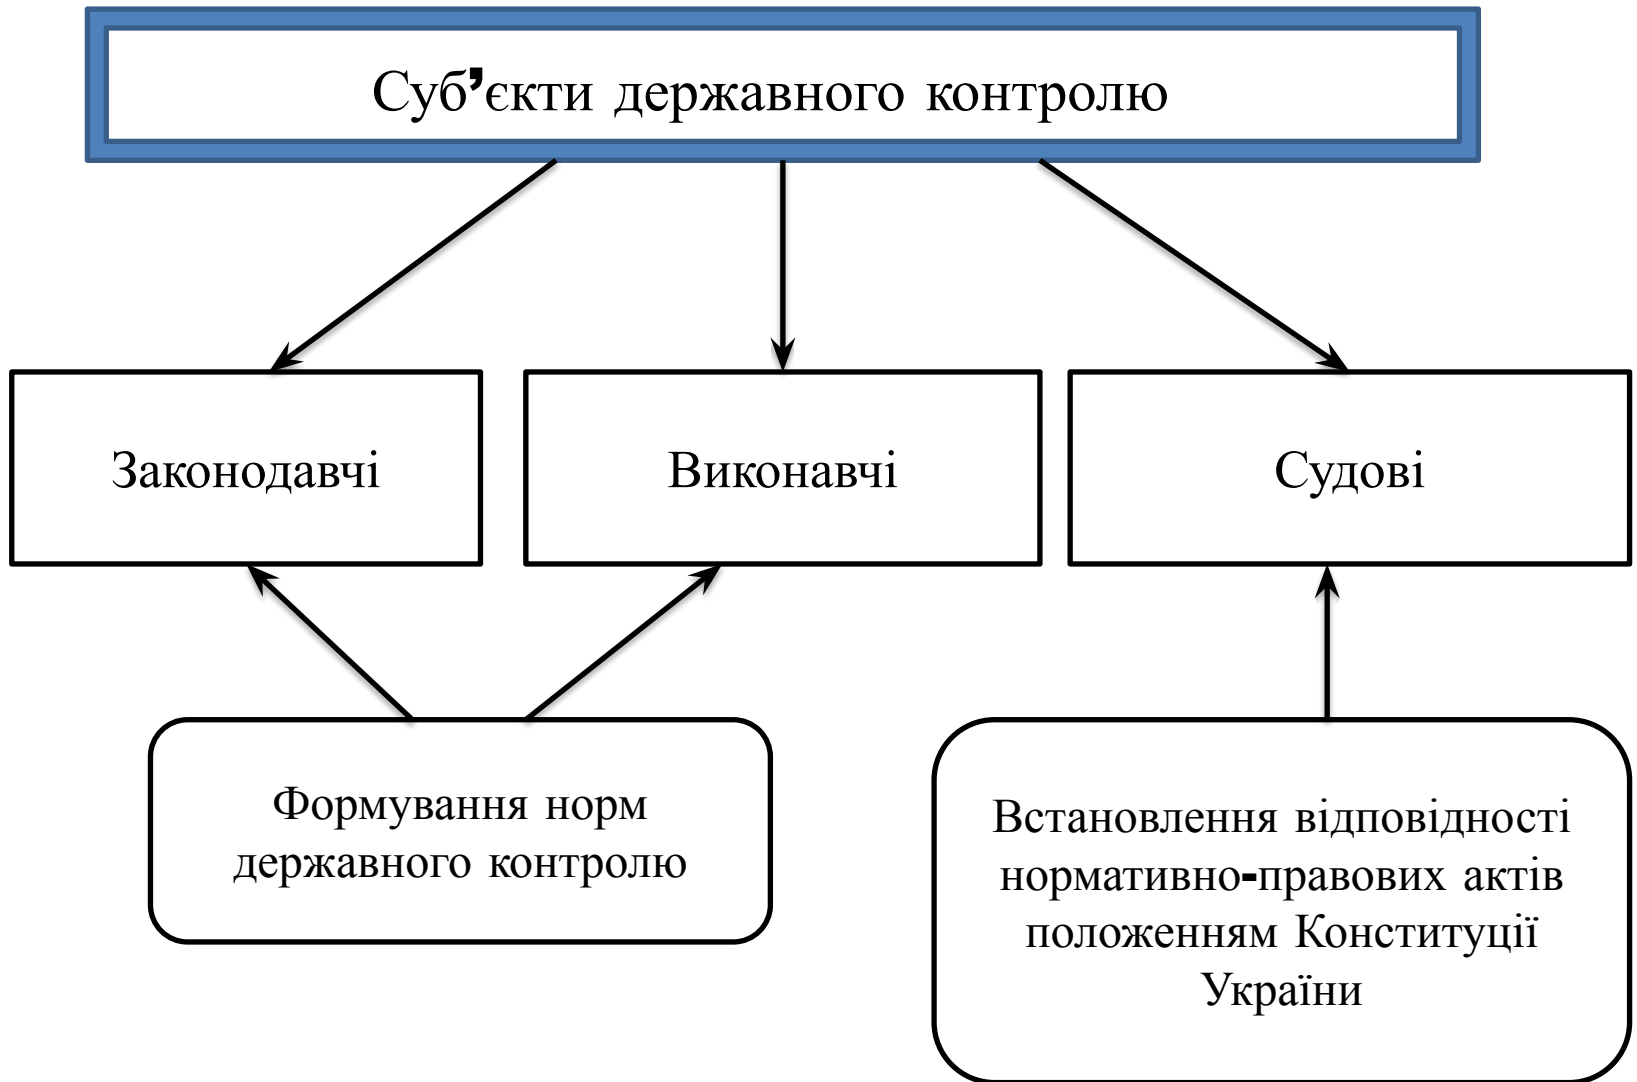 Суб’єкти державного контролю
Законодавчі
Виконавчі
Судові
Формування норм
державного контролю
Встановлення відповідності
нормативно-правових актів
положенням Конституції
України